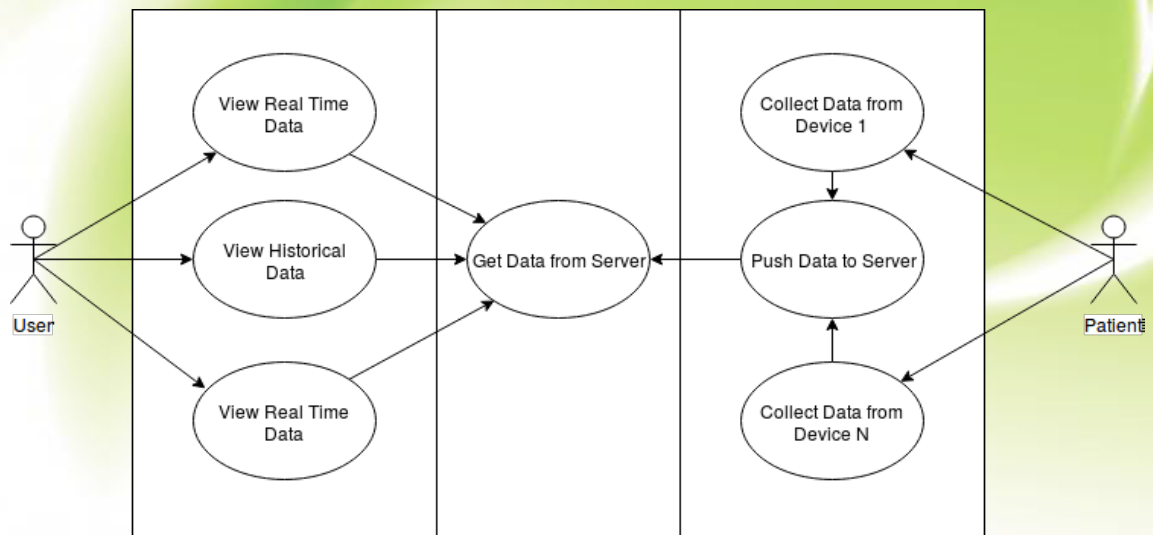 View Real Time
Data
Collect Data from
Device 1
View Historical
Data
Get Data from Server
Push Data to Server
User
Patient
View Real Time
Data
Collect Data from
Device N